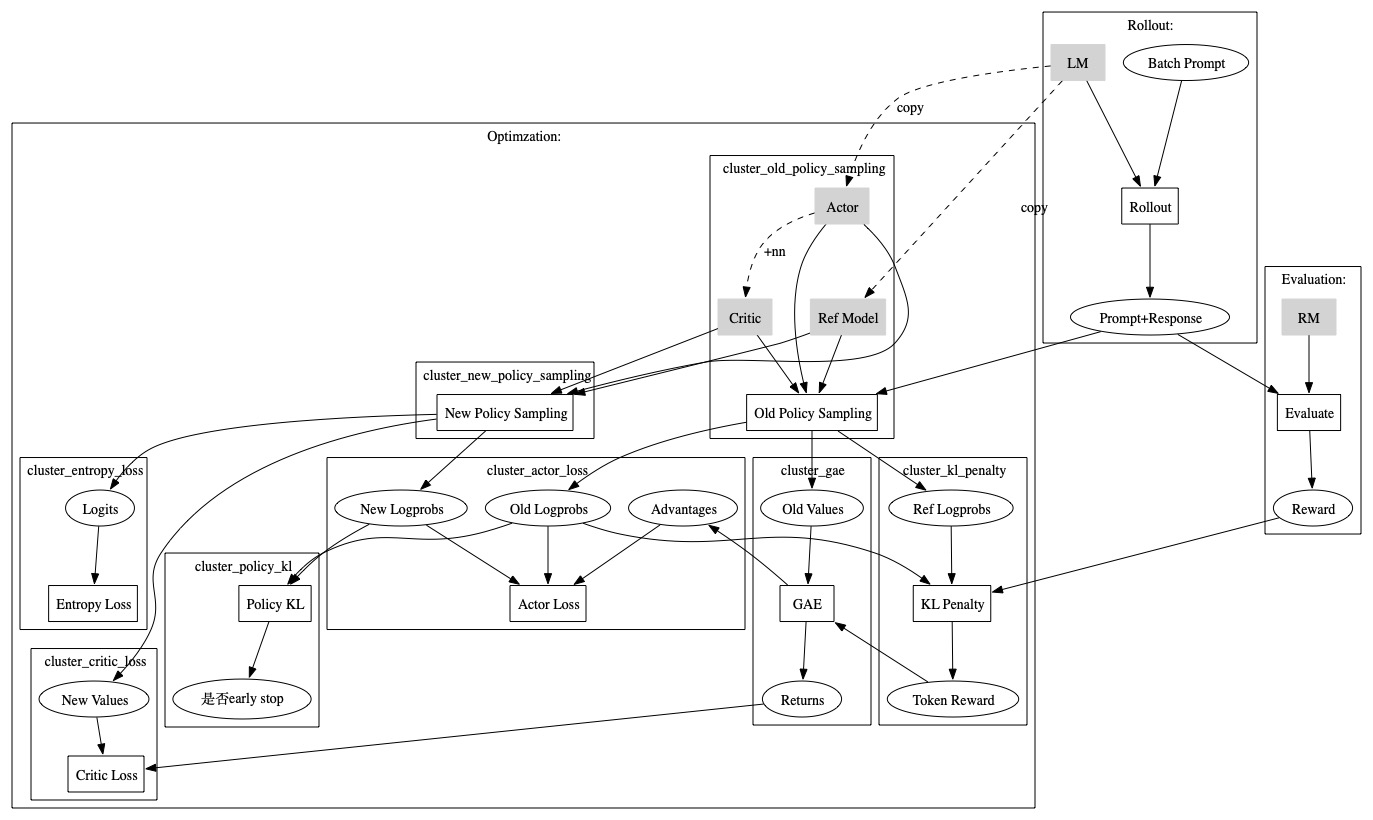 Rollout:
LM
Batch Prompt
copy
Optimzation:
cluster_old_policy_sampling
Actor
copy
Rollout
+nn
Evaluation:
Critic
Ref Model
Prompt+Response
RM
cluster_new_policy_sampling
New Policy Sampling
Old Policy Sampling
Evaluate
cluster_entropy_loss
cluster_actor_loss
cluster_gae
cluster_kl_penalty
Logits
New Logprobs
Old Logprobs
Advantages
Old Values
Ref Logprobs
Reward
cluster_policy_kl
Entropy Loss
Policy KL
Actor Loss
GAE
KL Penalty
cluster_critic_loss
New Values
是否early stop
Returns
Token Reward
Critic Loss